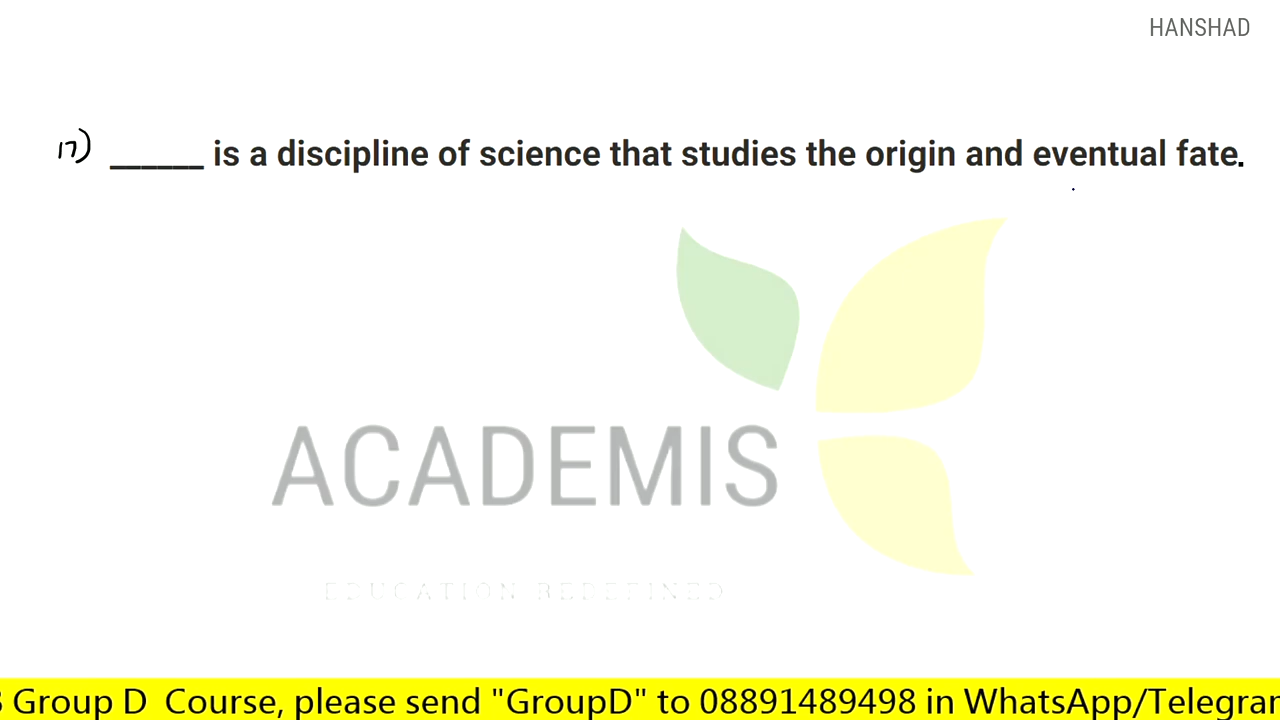 HANSHAD
17) ______ is a discipline of science that studies the origin and eventual fate.
ACADEMIS
EDUCATION REDEFINED
Group D Course, please send "GroupD" to 08891489498 in WhatsApp/Telegram